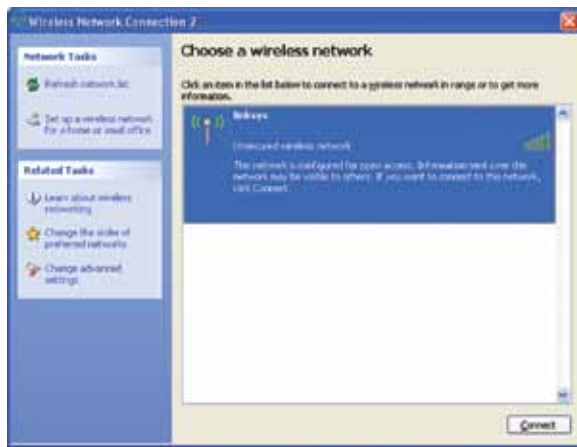 Wireless Network Connection 2
Network Tasks
Refresh network list
Set up a wireless network
for a home or small office
Related Tasks
Learn about wireless
networking
Change the order of
preferred networks
Change advanced
settings
Choose a wireless network
Click an item in the list below to connect to a wireless network in range or to get more
information.
linksys
Unsecured wireless network
This network is configured for open access. Information sent over this
network may be visible to others. If you want to connect to this network,
click Connect.
Connect